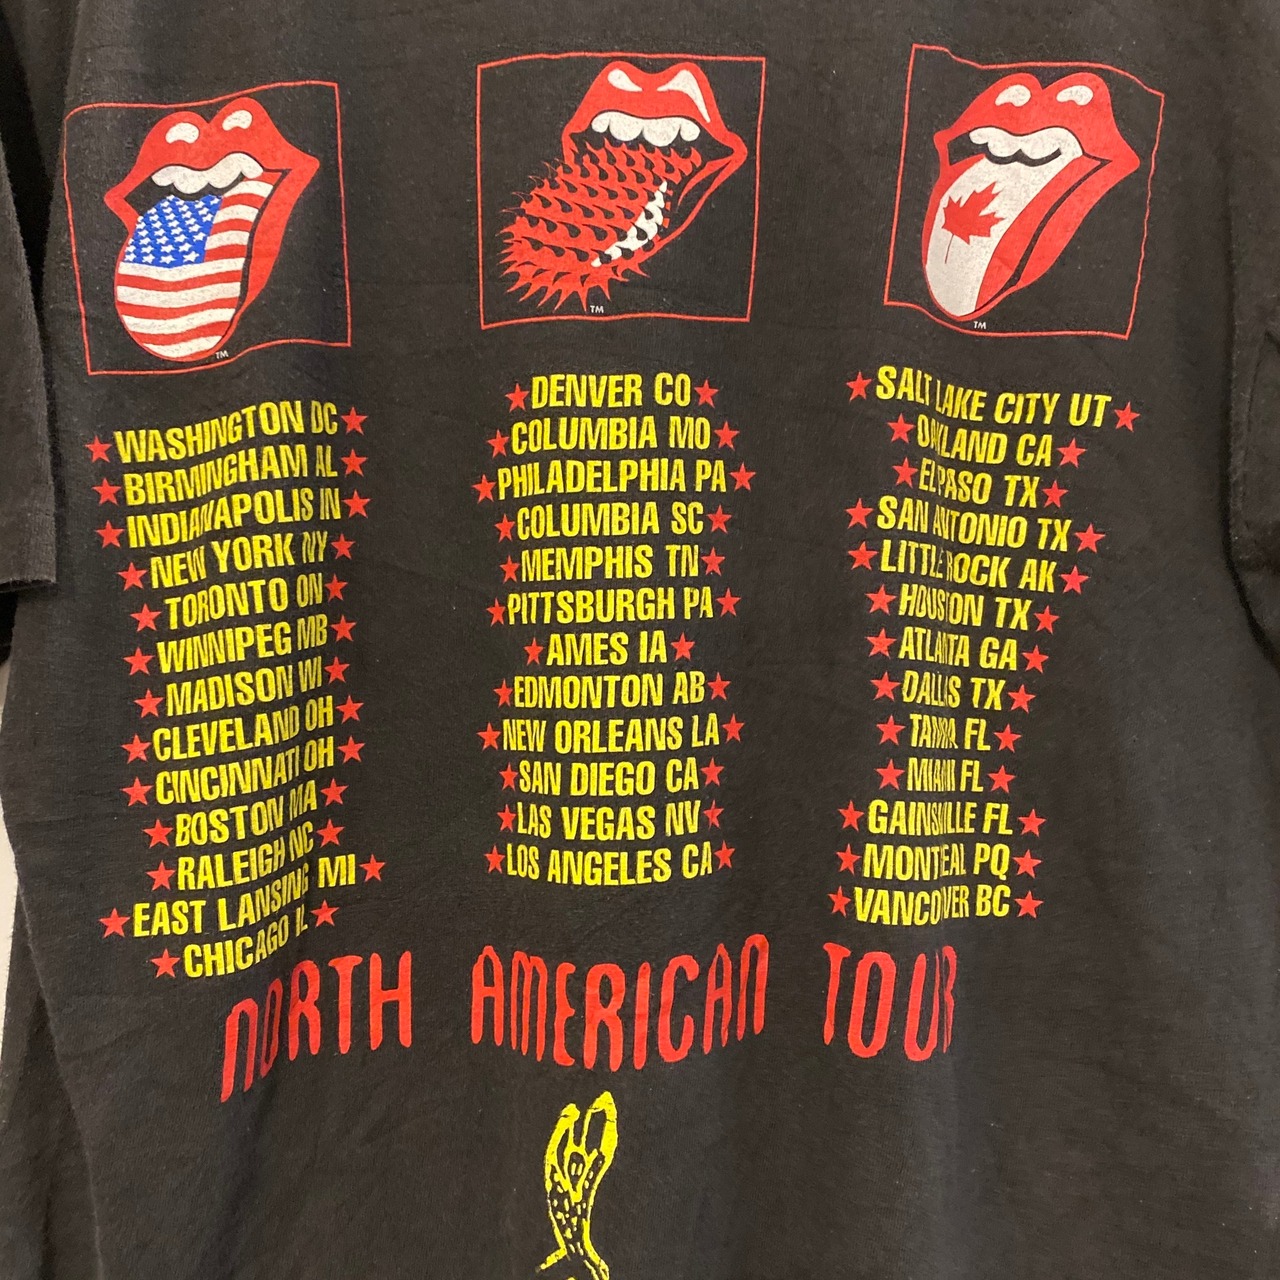 TM
TM
TM
WASHINGTON DC
BIRMINGHAM AL
INDIANAPOLIS IN
NEW YORK NY
TORONTO ON
WINNIPEG MB
MADISON WI
CLEVELAND OH
CINCINNATI OH
BOSTON MA
RALEIGH NC
EAST LANSING MI
CHICAGO IL
DENVER CO
COLUMBIA MO
PHILADELPHIA PA
COLUMBIA SC
MEMPHIS TN
PITTSBURGH PA
AMES IA
EDMONTON AB
NEW ORLEANS LA
SAN DIEGO CA
LAS VEGAS NV
LOS ANGELES CA
SALT LAKE CITY UT
OAKLAND CA
EL PASO TX
SAN ANTONIO TX
LITTLE ROCK AK
HOUSTON TX
ATLANTA GA
DALLAS TX
TAMPA FL
MIAMI FL
GAINSVILLE FL
MONTREAL PQ
VANCOUVER BC
NORTH AMERICAN TOUR